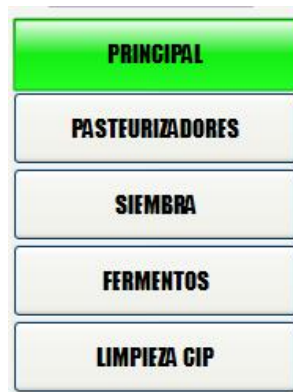 PRINCIPAL
PASTEURIZADORES
SIEMBRA
FERMENTOS
LIMPIEZA CIP